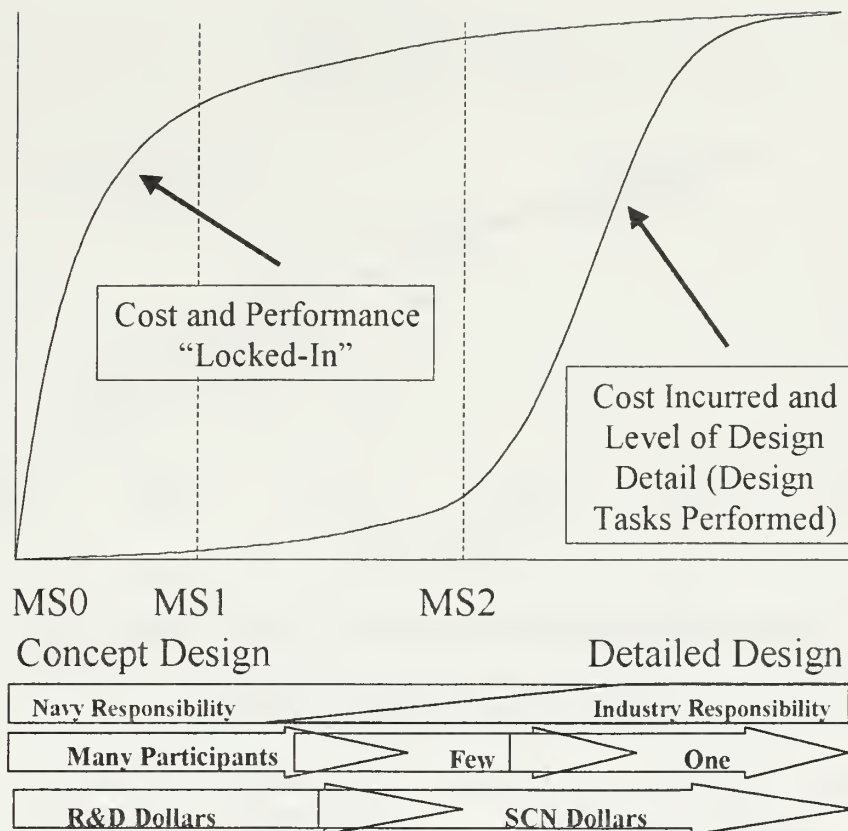 Cost and Performance
“Locked-In”
Cost Incurred and
Level of Design
Detail (Design
Tasks Performed)
MS0 MS1 MS2
Concept Design Detailed Design
Navy Responsibility Industry Responsibility
Many Participants Few One
R&D Dollars SCN Dollars